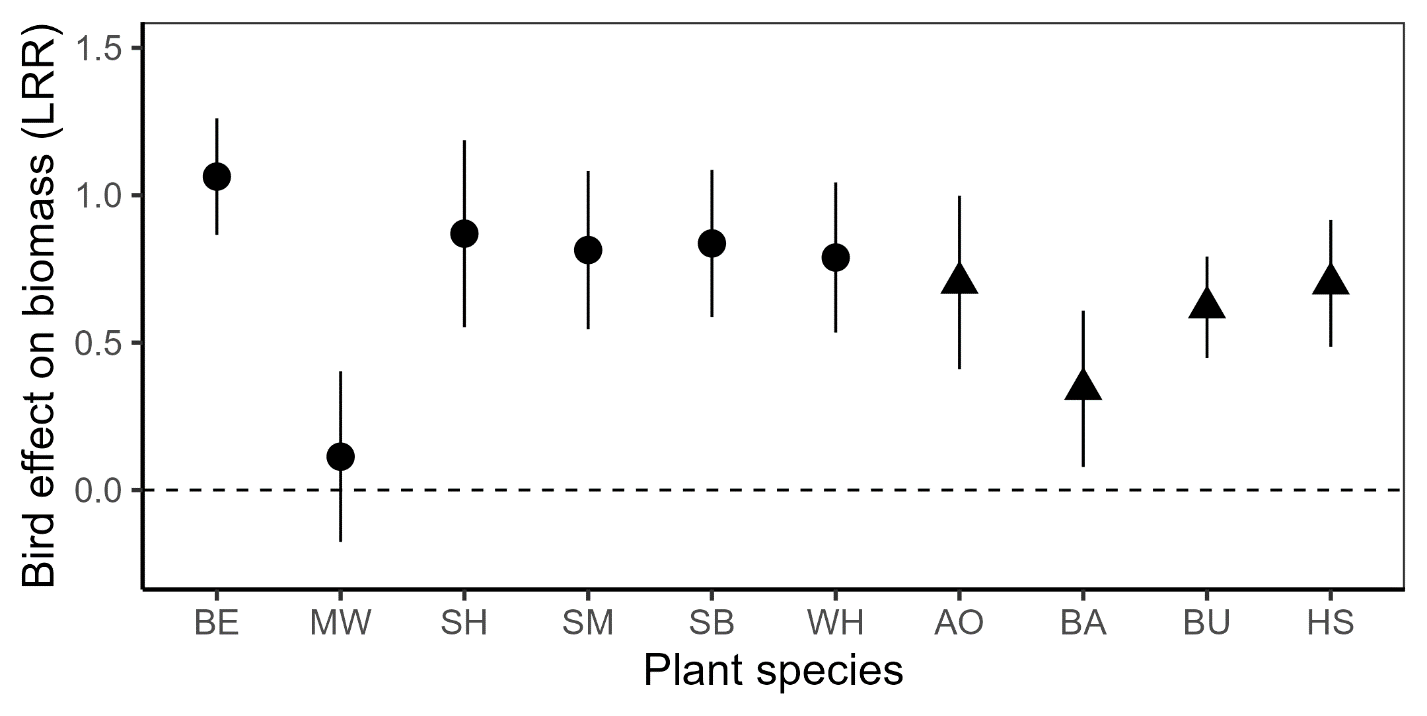 Bird effect on biomass (LRR)
1.5
1.0
0.5
0.0
BE MW SH SM SB WH AO BA BU HS
Plant species